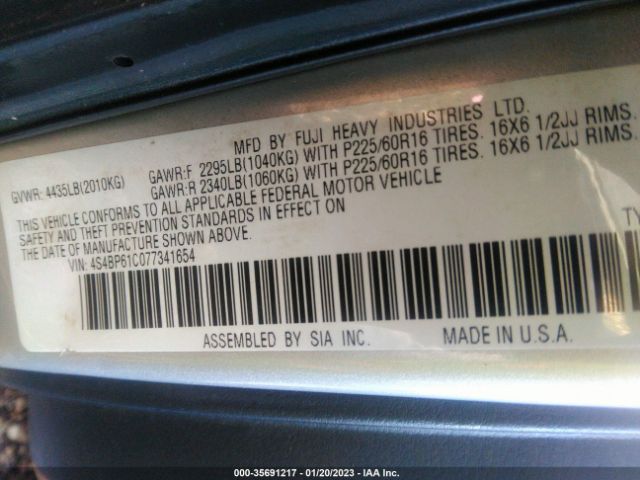 MFD BY FUJI HEAVY INDUSTRIES LTD.
GVWR: 4435LB(2010KG) GAWR:F 2295LB(1040KG) WITH P225/60R16 TIRES. 16X6 1/2JJ RIMS.
GAWR:R 2340LB(1060KG) WITH P225/60R16 TIRES. 16X6 1/2JJ RIMS.
THIS VEHICLE CONFORMS TO ALL APPLICABLE FEDERAL MOTOR VEHICLE
SAFETY AND THEFT PREVENTION STANDARDS IN EFFECT ON
THE DATE OF MANUFACTURE SHOWN ABOVE.
VIN: 4S4BP61C077341654
ASSEMBLED BY SIA INC. MADE IN U.S.A.
000-35691217 - 01/20/2023 - IAA Inc.